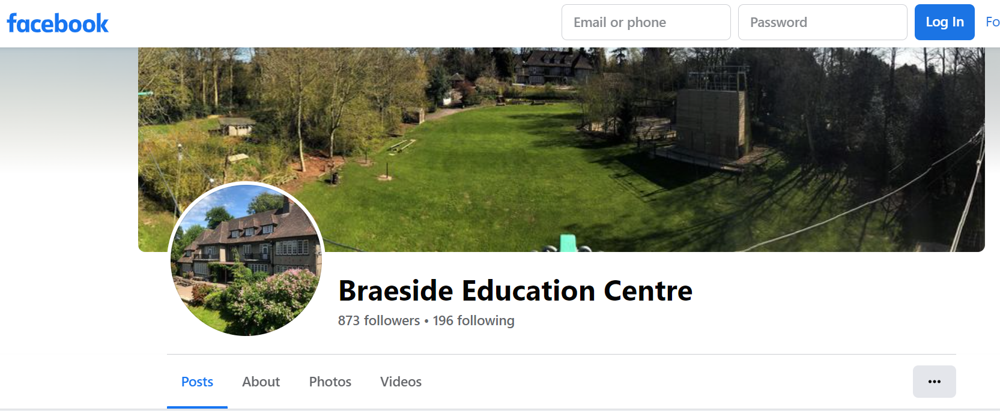 facebook
Email or phone
Password
Log In
Fo
Braeside Education Centre
873 followers • 196 following
Posts
About
Photos
Videos